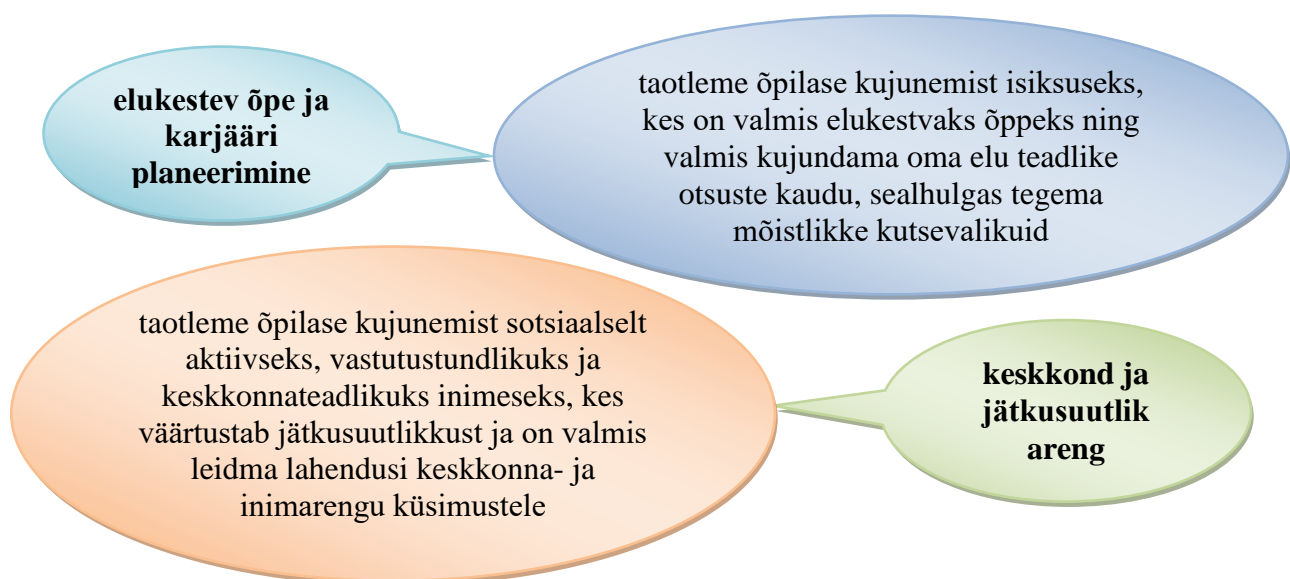 elukestev õpe ja
karjääri
planeerimine
taotleme õpilase kujunemist isiksuseks,
kes on valmis elukestvaks õppeks ning
valmis kujundama oma elu teadlike
otsuste kaudu, sealhulgas tegema
mõistlikke kutsevalikuid
taotleme õpilase kujunemist sotsiaalselt
aktiivseks, vastutustundlikuks ja
keskkonnateadlikuks inimeseks, kes
väärtustab jätkusuutlikkust ja on valmis
leidma lahendusi keskkonna- ja
inimarengu küsimustele
keskkond ja
jätkusuutlik
areng